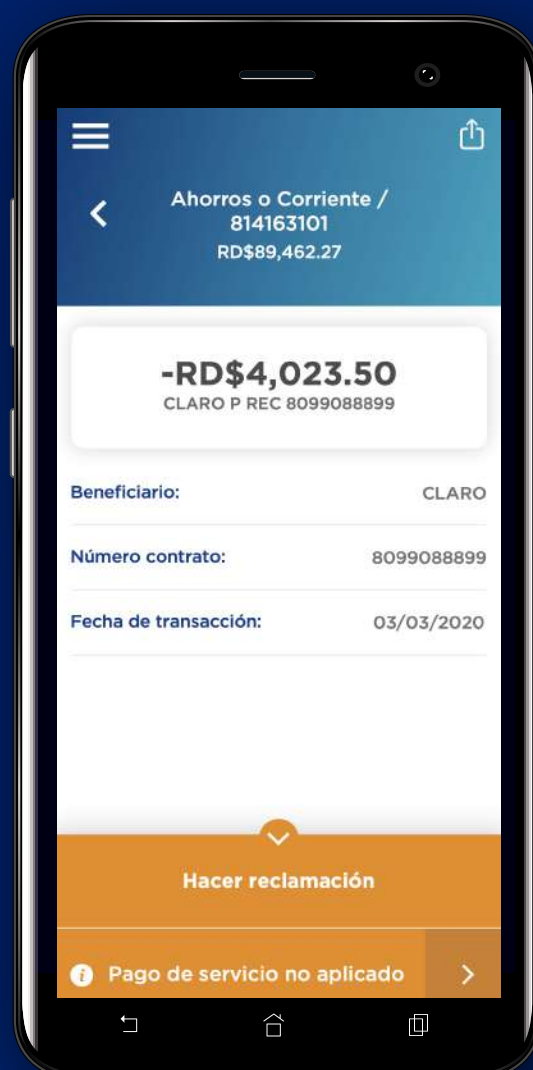 Ahorros o Corriente /
814163101
RD$89,462.27
-RD$4,023.50
CLARO P REC 8099088899
Beneficiario: CLARO
Número contrato: 8099088899
Fecha de transacción: 03/03/2020
Hacer reclamación
Pago de servicio no aplicado